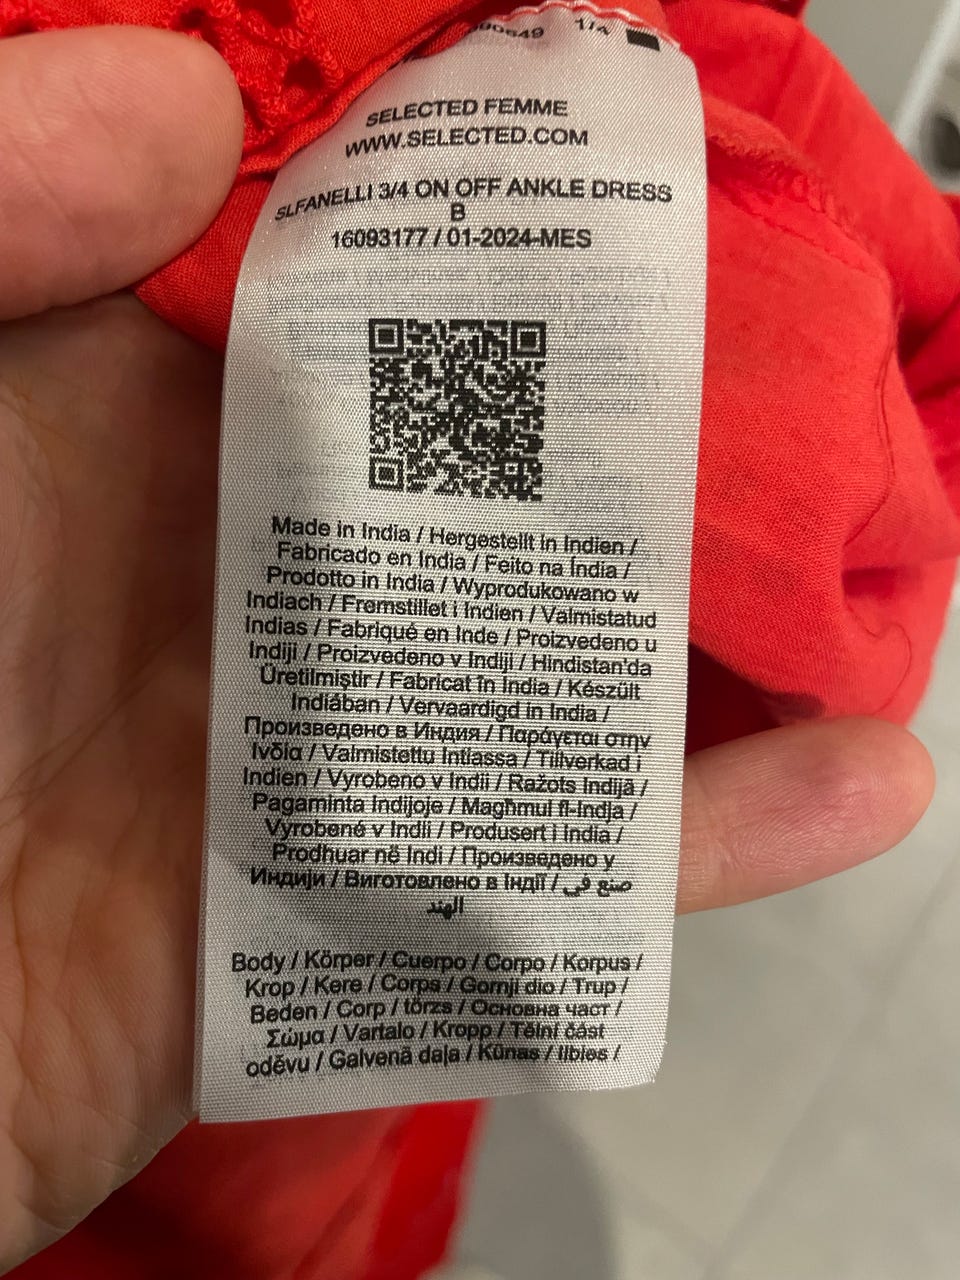 1/4
SELECTED FEMME
WWW.SELECTED.COM
SLFANELLI 3/4 ON OFF ANKLE DRESS
B
16093177 / 01-2024-MES
Made in India / Hergestellt in Indien /
Fabricado en India / Feito na India /
Prodotto in India / Wyprodukowano w
Indiach / Fremstillet i Indien / Valmistatud
Indias / Fabriqué en Inde / Proizvedeno u
Indiji / Proizvedeno v Indiji / Hindistan'da
Üretilmiştir / Fabricat în India / Készült
Indiában / Vervaardigd in India /
Произведено в Индия / Παράγεται στην
Ινδία / Valmistettu Intiassa / Tillverkad i
Indien / Vyrobeno v Indii / Ražots Indijā /
Pagaminta Indijoje / Magħmul fl-Indja /
Vyrobené v Indii / Produsert i India /
Prodhuar në Indi / Произведено у
Индији / Виготовлено в Індії / صنع في
الهند
Body / Körper / Cuerpo / Corpo / Korpus /
Krop / Kere / Corps / Gornji dio / Trup /
Beden / Corp / törzs / Основна част /
Σώμα / Vartalo / Kropp / Tělní část
oděvu / Galvenā daļa / Kūnas / Ilbies /